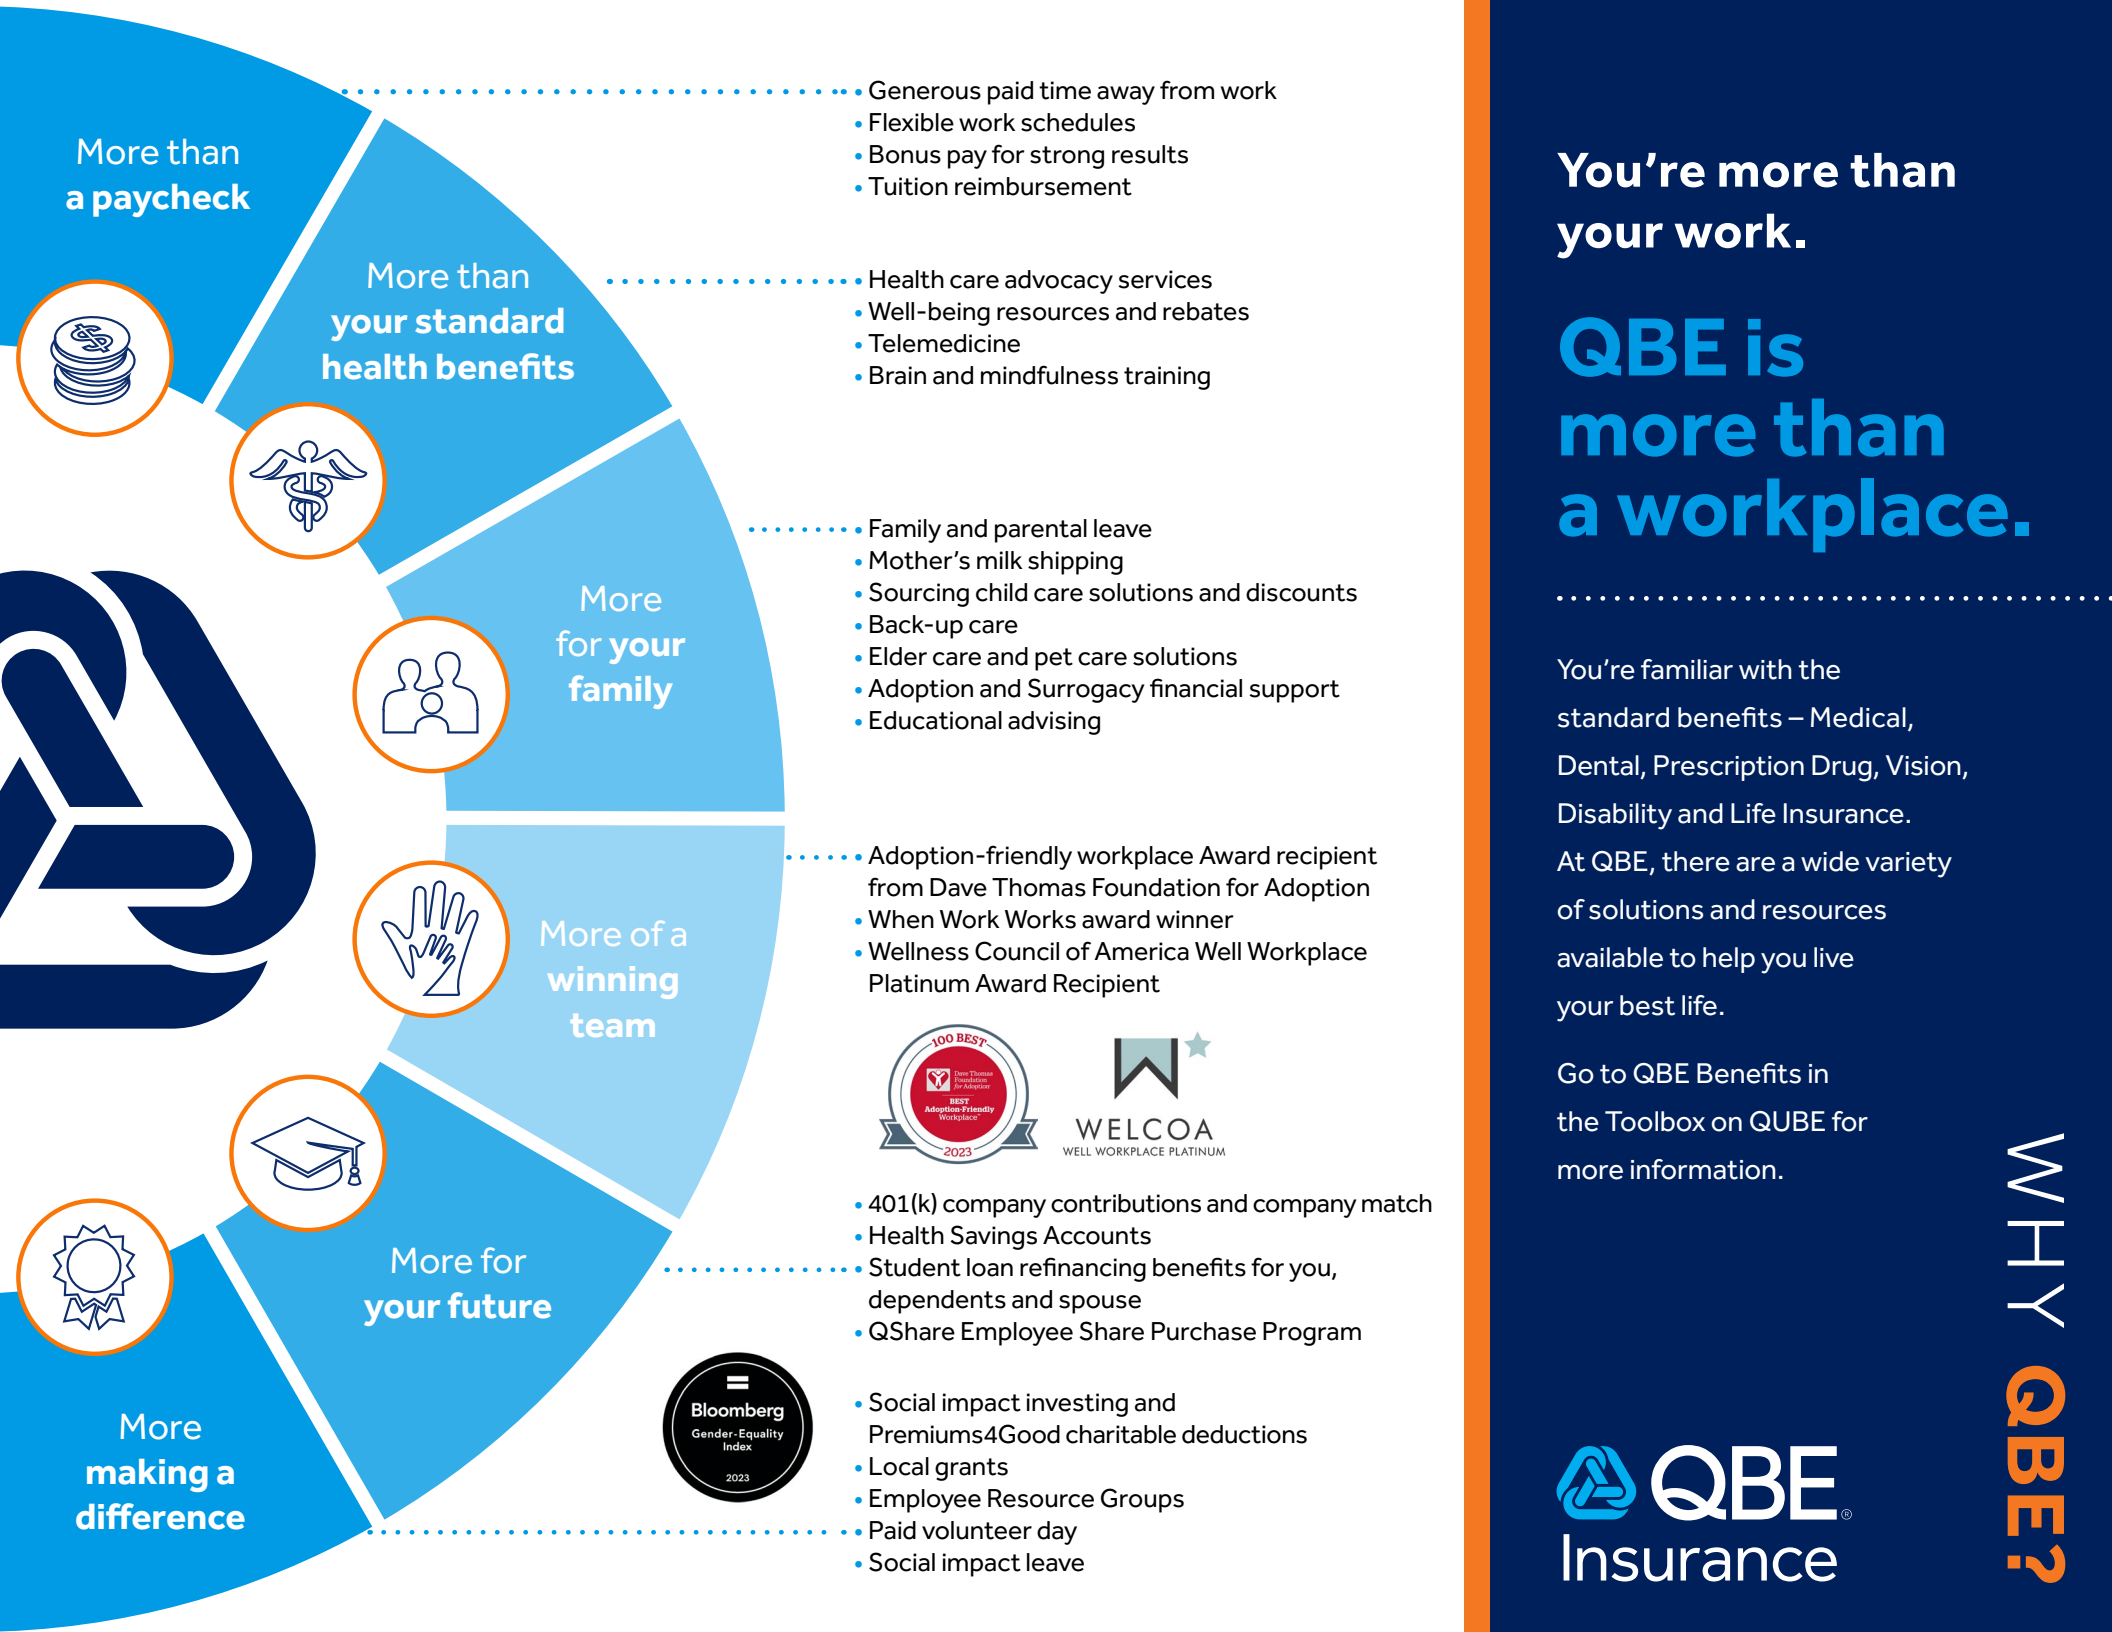 More than
a paycheck
• Generous paid time away from work
• Flexible work schedules
• Bonus pay for strong results
• Tuition reimbursement
More than
your standard
health benefits
• Health care advocacy services
• Well-being resources and rebates
• Telemedicine
• Brain and mindfulness training
More
for your
family
• Family and parental leave
• Mother's milk shipping
• Sourcing child care solutions and discounts
• Back-up care
• Elder care and pet care solutions
• Adoption and Surrogacy financial support
• Educational advising
More of a
winning
team
• Adoption-friendly workplace Award recipient
from Dave Thomas Foundation for Adoption
• When Work Works award winner
• Wellness Council of America Well Workplace
Platinum Award Recipient
100 BEST
Dave Thomas
Foundation
for Adoption
BEST
Adoption-Friendly
Workplace
2023
WELCOA
WELL WORKPLACE PLATINUM
More for
your future
• 401(k) company contributions and company match
• Health Savings Accounts
• Student loan refinancing benefits for you,
dependents and spouse
• QShare Employee Share Purchase Program
Bloomberg
Gender-Equality
Index
2023
More
making a
difference
• Social impact investing and
Premiums4Good charitable deductions
• Local grants
• Employee Resource Groups
• Paid volunteer day
• Social impact leave
You're more than
your work.
QBE is
more than
a workplace.
You're familiar with the
standard benefits – Medical,
Dental, Prescription Drug, Vision,
Disability and Life Insurance.
At QBE, there are a wide variety
of solutions and resources
available to help you live
your best life.
Go to QBE Benefits in
the Toolbox on QUBE for
more information.
WHY QBE?
QBE®
Insurance